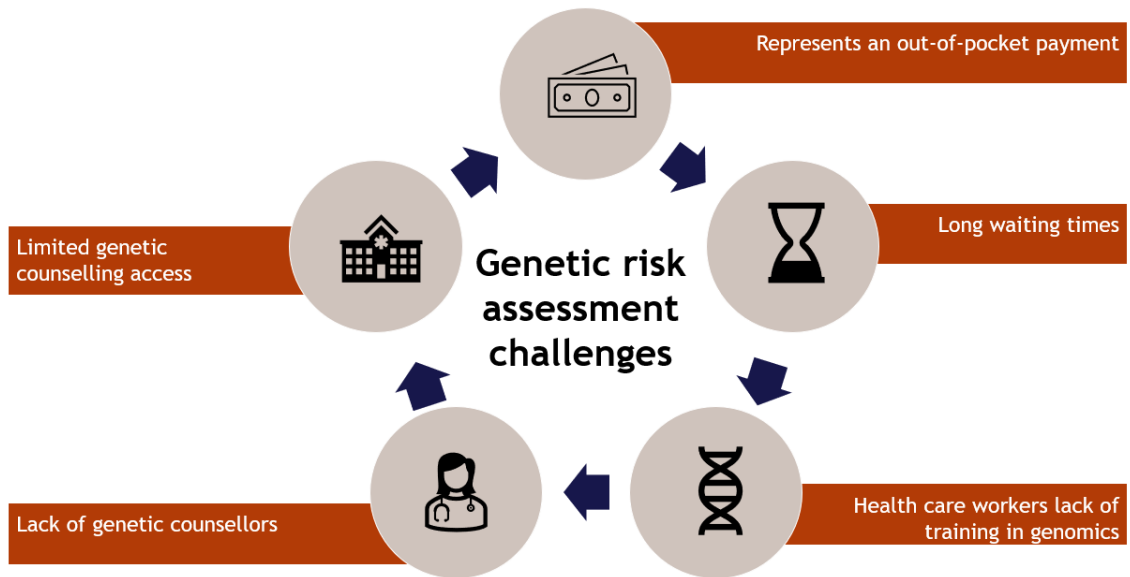 Represents an out-of-pocket payment
Long waiting times
Limited genetic
counselling access
Genetic risk
assessment
challenges
Health care workers lack of
training in genomics
Lack of genetic counsellors